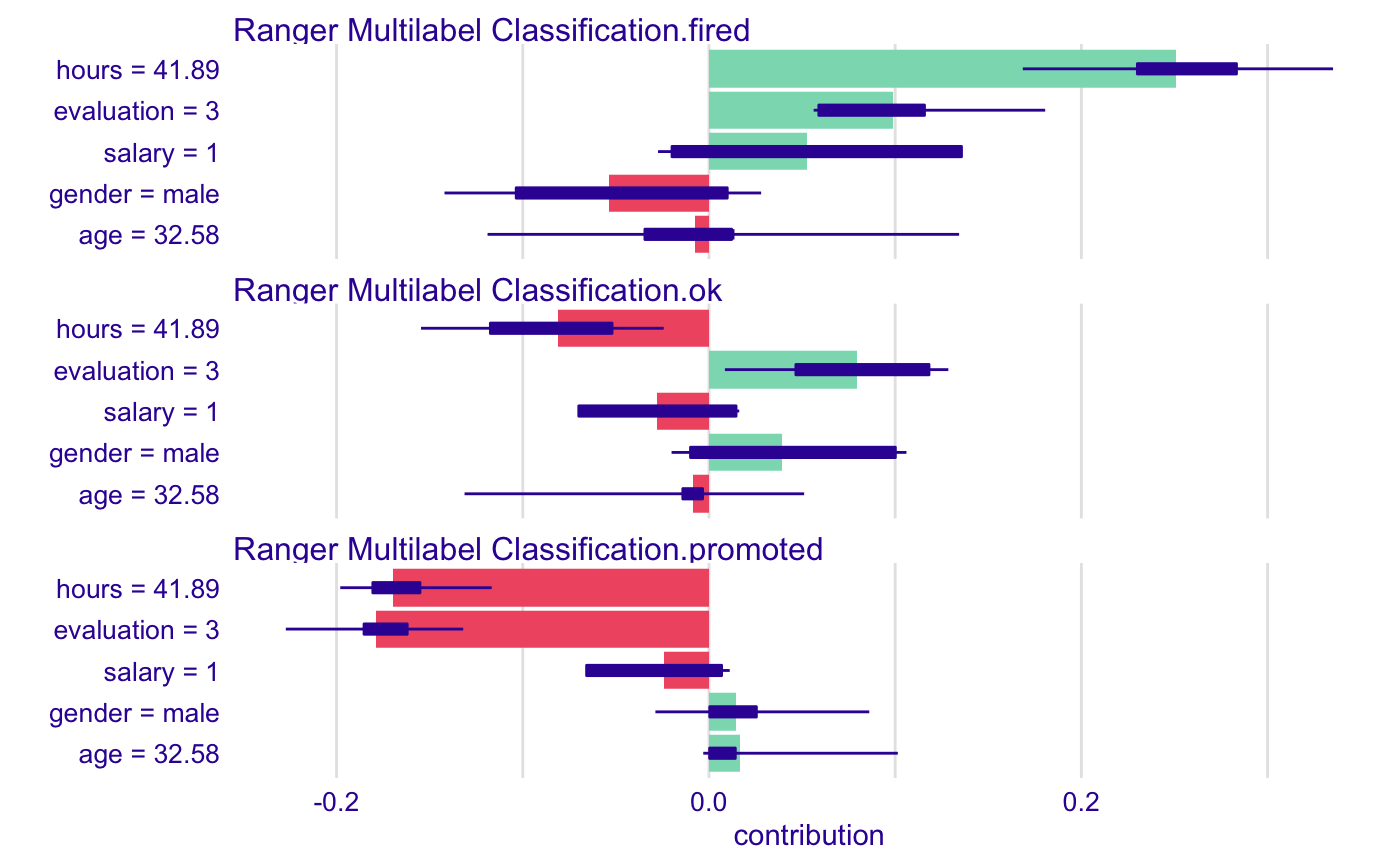 Ranger Multilabel Classification.fired
hours = 41.89
evaluation = 3
salary = 1
gender = male
age = 32.58
Ranger Multilabel Classification.ok
hours = 41.89
evaluation = 3
salary = 1
gender = male
age = 32.58
Ranger Multilabel Classification.promoted
hours = 41.89
evaluation = 3
salary = 1
gender = male
age = 32.58
-0.2 0.0 0.2
contribution